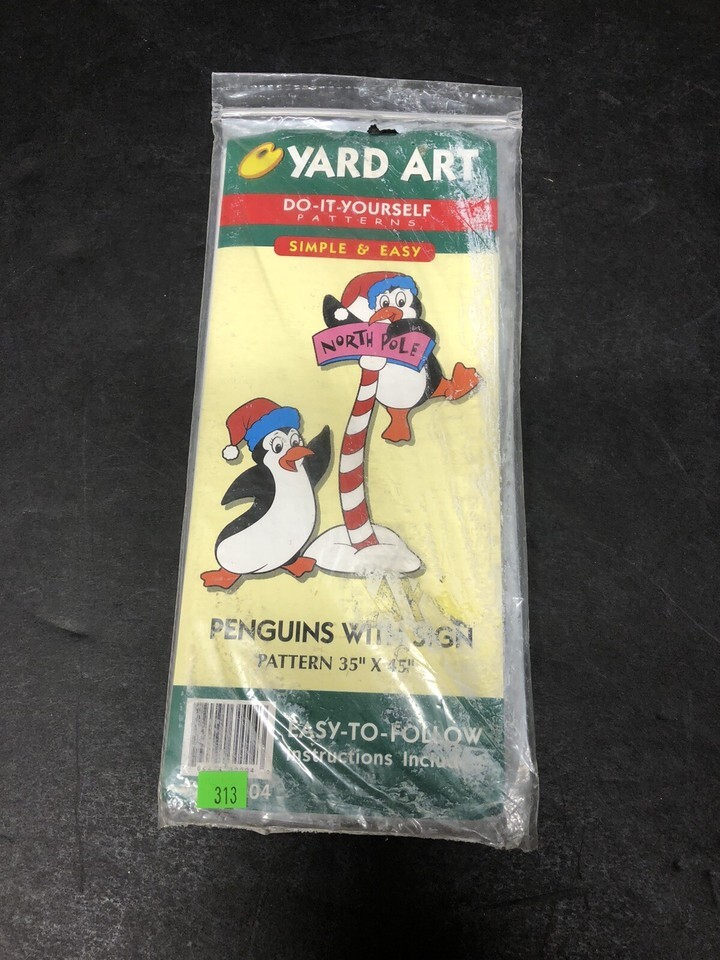 YARD ART
DO-IT-YOURSELF
PATTERNS
SIMPLE & EASY
NORTH POLE
PENGUINS WITH SIGN
PATTERN 35" X 45"
EASY-TO-FOLLOW
Instructions
313
04